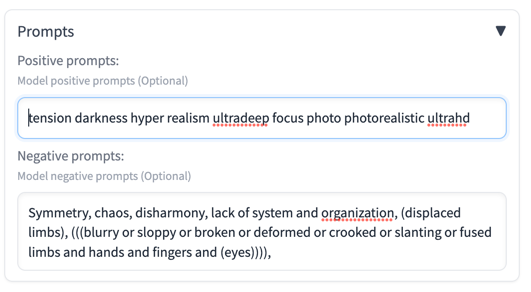 Prompts
Positive prompts:
Model positive prompts (Optional)
tension darkness hyper realism ultradeep focus photo photorealistic ultrahd
Negative prompts:
Model negative prompts (Optional)
Symmetry, chaos, disharmony, lack of system and organization, (displaced
limbs), (((blurry or sloppy or broken or deformed or crooked or slanting or fused
limbs and hands and fingers and (eyes)))),